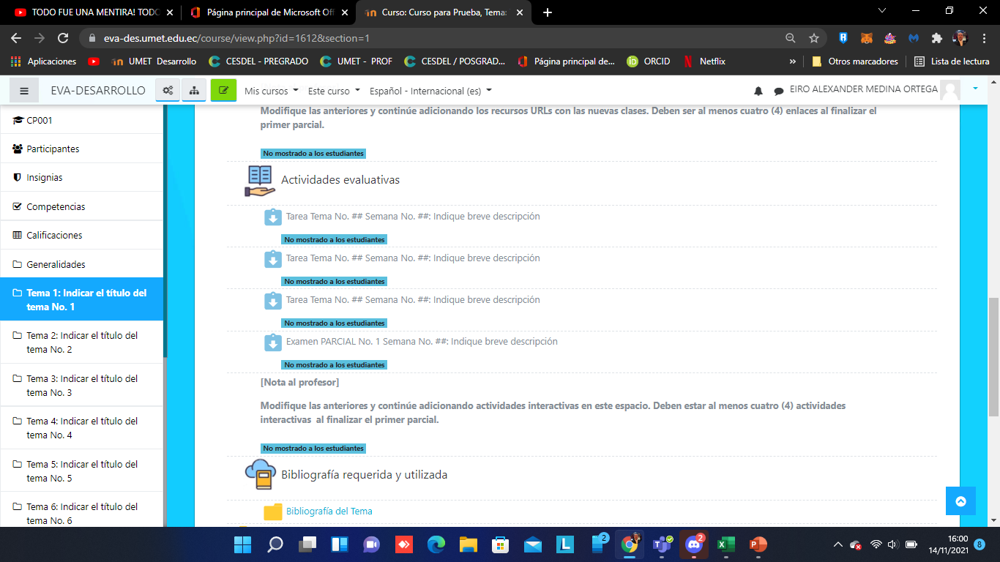 TODO FUE UNA MENTIRA! TODO
Página principal de Microsoft Off
Curso: Curso para Prueba, Tema:
eva-des.umet.edu.ec/course/view.php?id=1612&section=1
Aplicaciones
UMET Desarrollo
CESDEL - PREGRADO
UMET - PROF
CESDEL / POSGRAD...
Página principal de...
ORCID
Netflix
»
Otros marcadores
Lista de lectura
EVA-DESARROLLO
Mis cursos
Este curso
Español - Internacional (es)
EIRO ALEXANDER MEDINA ORTEGA
CP001
Participantes
Insignias
Competencias
Calificaciones
Generalidades
Tema 1: Indicar el título del
tema No. 1
Tema 2: Indicar el título del
tema No. 2
Tema 3: Indicar el título del
tema No. 3
Tema 4: Indicar el título del
tema No. 4
Tema 5: Indicar el título del
tema No. 5
Tema 6: Indicar el título del
tema No. 6
Modifique las anteriores y continúe adicionando los recursos URLs con las nuevas clases. Deben ser al menos cuatro (4) enlaces al finalizar el
primer parcial.
No mostrado a los estudiantes
Actividades evaluativas
Tarea Tema No. ## Semana No. ##: Indique breve descripción
No mostrado a los estudiantes
Tarea Tema No. ## Semana No. ##: Indique breve descripción
No mostrado a los estudiantes
Tarea Tema No. ## Semana No. ##: Indique breve descripción
No mostrado a los estudiantes
Examen PARCIAL No. 1 Semana No. ##: Indique breve descripción
No mostrado a los estudiantes
[Nota al profesor]
Modifique las anteriores y continúe adicionando actividades interactivas en este espacio. Deben estar al menos cuatro (4) actividades
interactivas al finalizar el primer parcial.
No mostrado a los estudiantes
Bibliografía requerida y utilizada
Bibliografía del Tema
L
2
2
16:00
14/11/2021
8